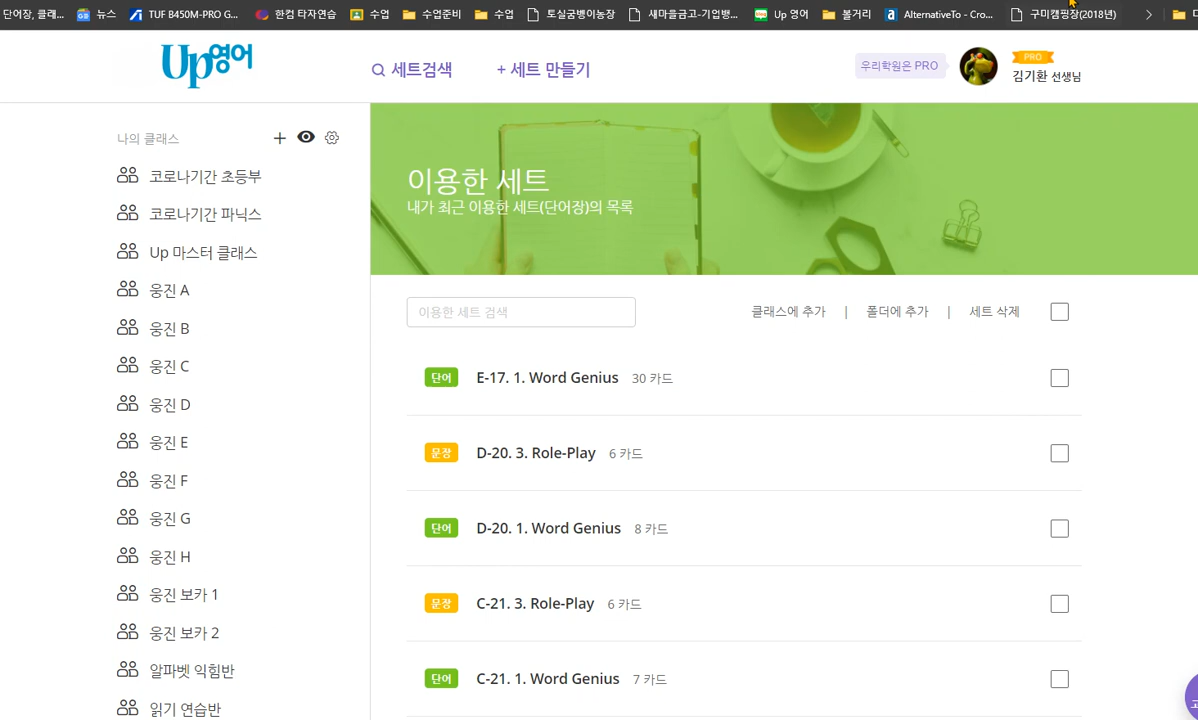 단어장, 클래...
뉴스
TUF B450M-PRO G...
한컴 타자연습
수업
수업준비
수업
토실굼벵이농장
새마을금고-기업뱅...
Up 영어
볼거리
AlternativeTo - Cro...
구미캠핑장(2018년)
Up영어
세트검색
+ 세트 만들기
우리학원은 PRO
PRO
김기환 선생님
나의 클래스
이용한 세트
내가 최근 이용한 세트(단어장)의 목록
코로나기간 초등부
코로나기간 파닉스
Up 마스터 클래스
웅진 A
웅진 B
웅진 C
웅진 D
웅진 E
웅진 F
웅진 G
웅진 H
웅진 보카 1
웅진 보카 2
알파벳 익힘반
읽기 연습반
이용한 세트 검색
클래스에 추가 | 폴더에 추가 | 세트 삭제
단어 E-17. 1. Word Genius 30 카드
문장 D-20. 3. Role-Play 6 카드
단어 D-20. 1. Word Genius 8 카드
문장 C-21. 3. Role-Play 6 카드
단어 C-21. 1. Word Genius 7 카드